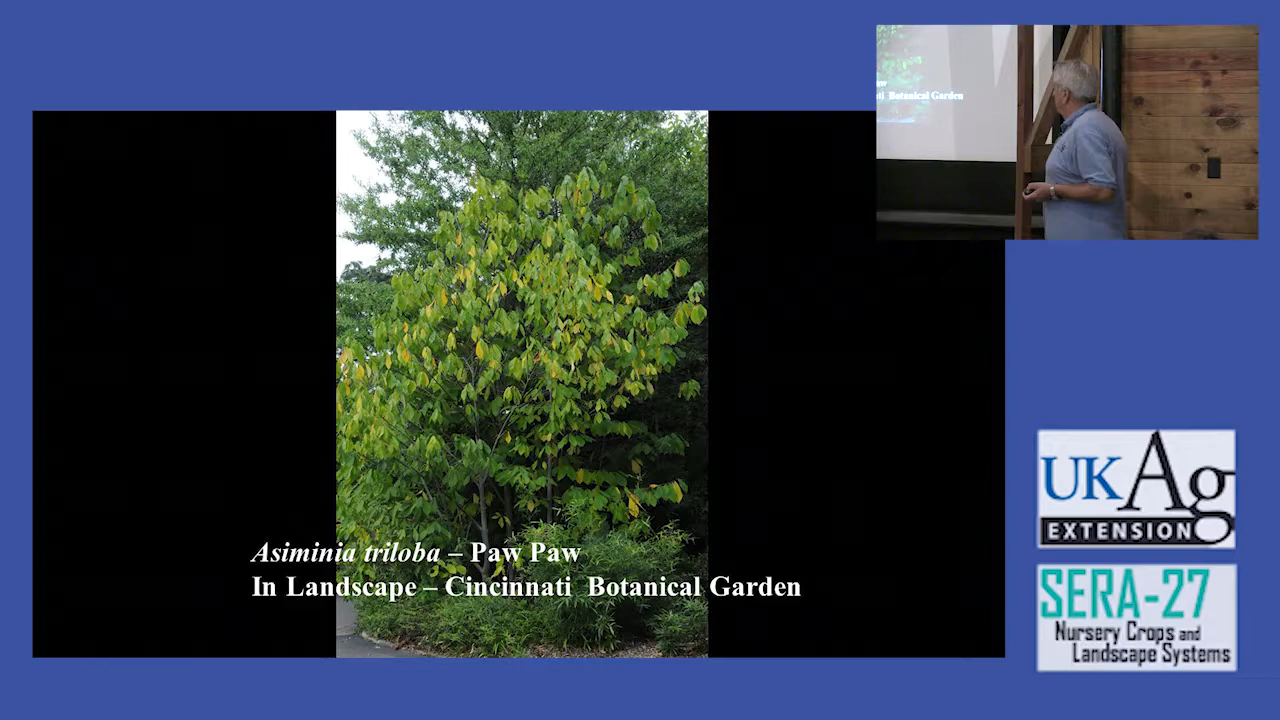 Botanical Garden
Asiminia triloba – Paw Paw
In Landscape – Cincinnati Botanical Garden
UKAg
EXTENSION
SERA-27
Nursery Crops and
Landscape Systems